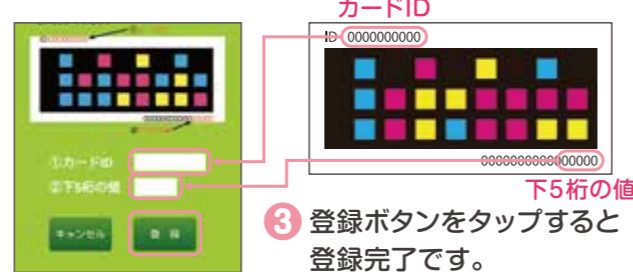 カードID
ID 0000000000
00000000000000000
下5桁の値
①カードID
②下5桁の値
キャンセル
登 録
3 登録ボタンをタップすると
登録完了です。